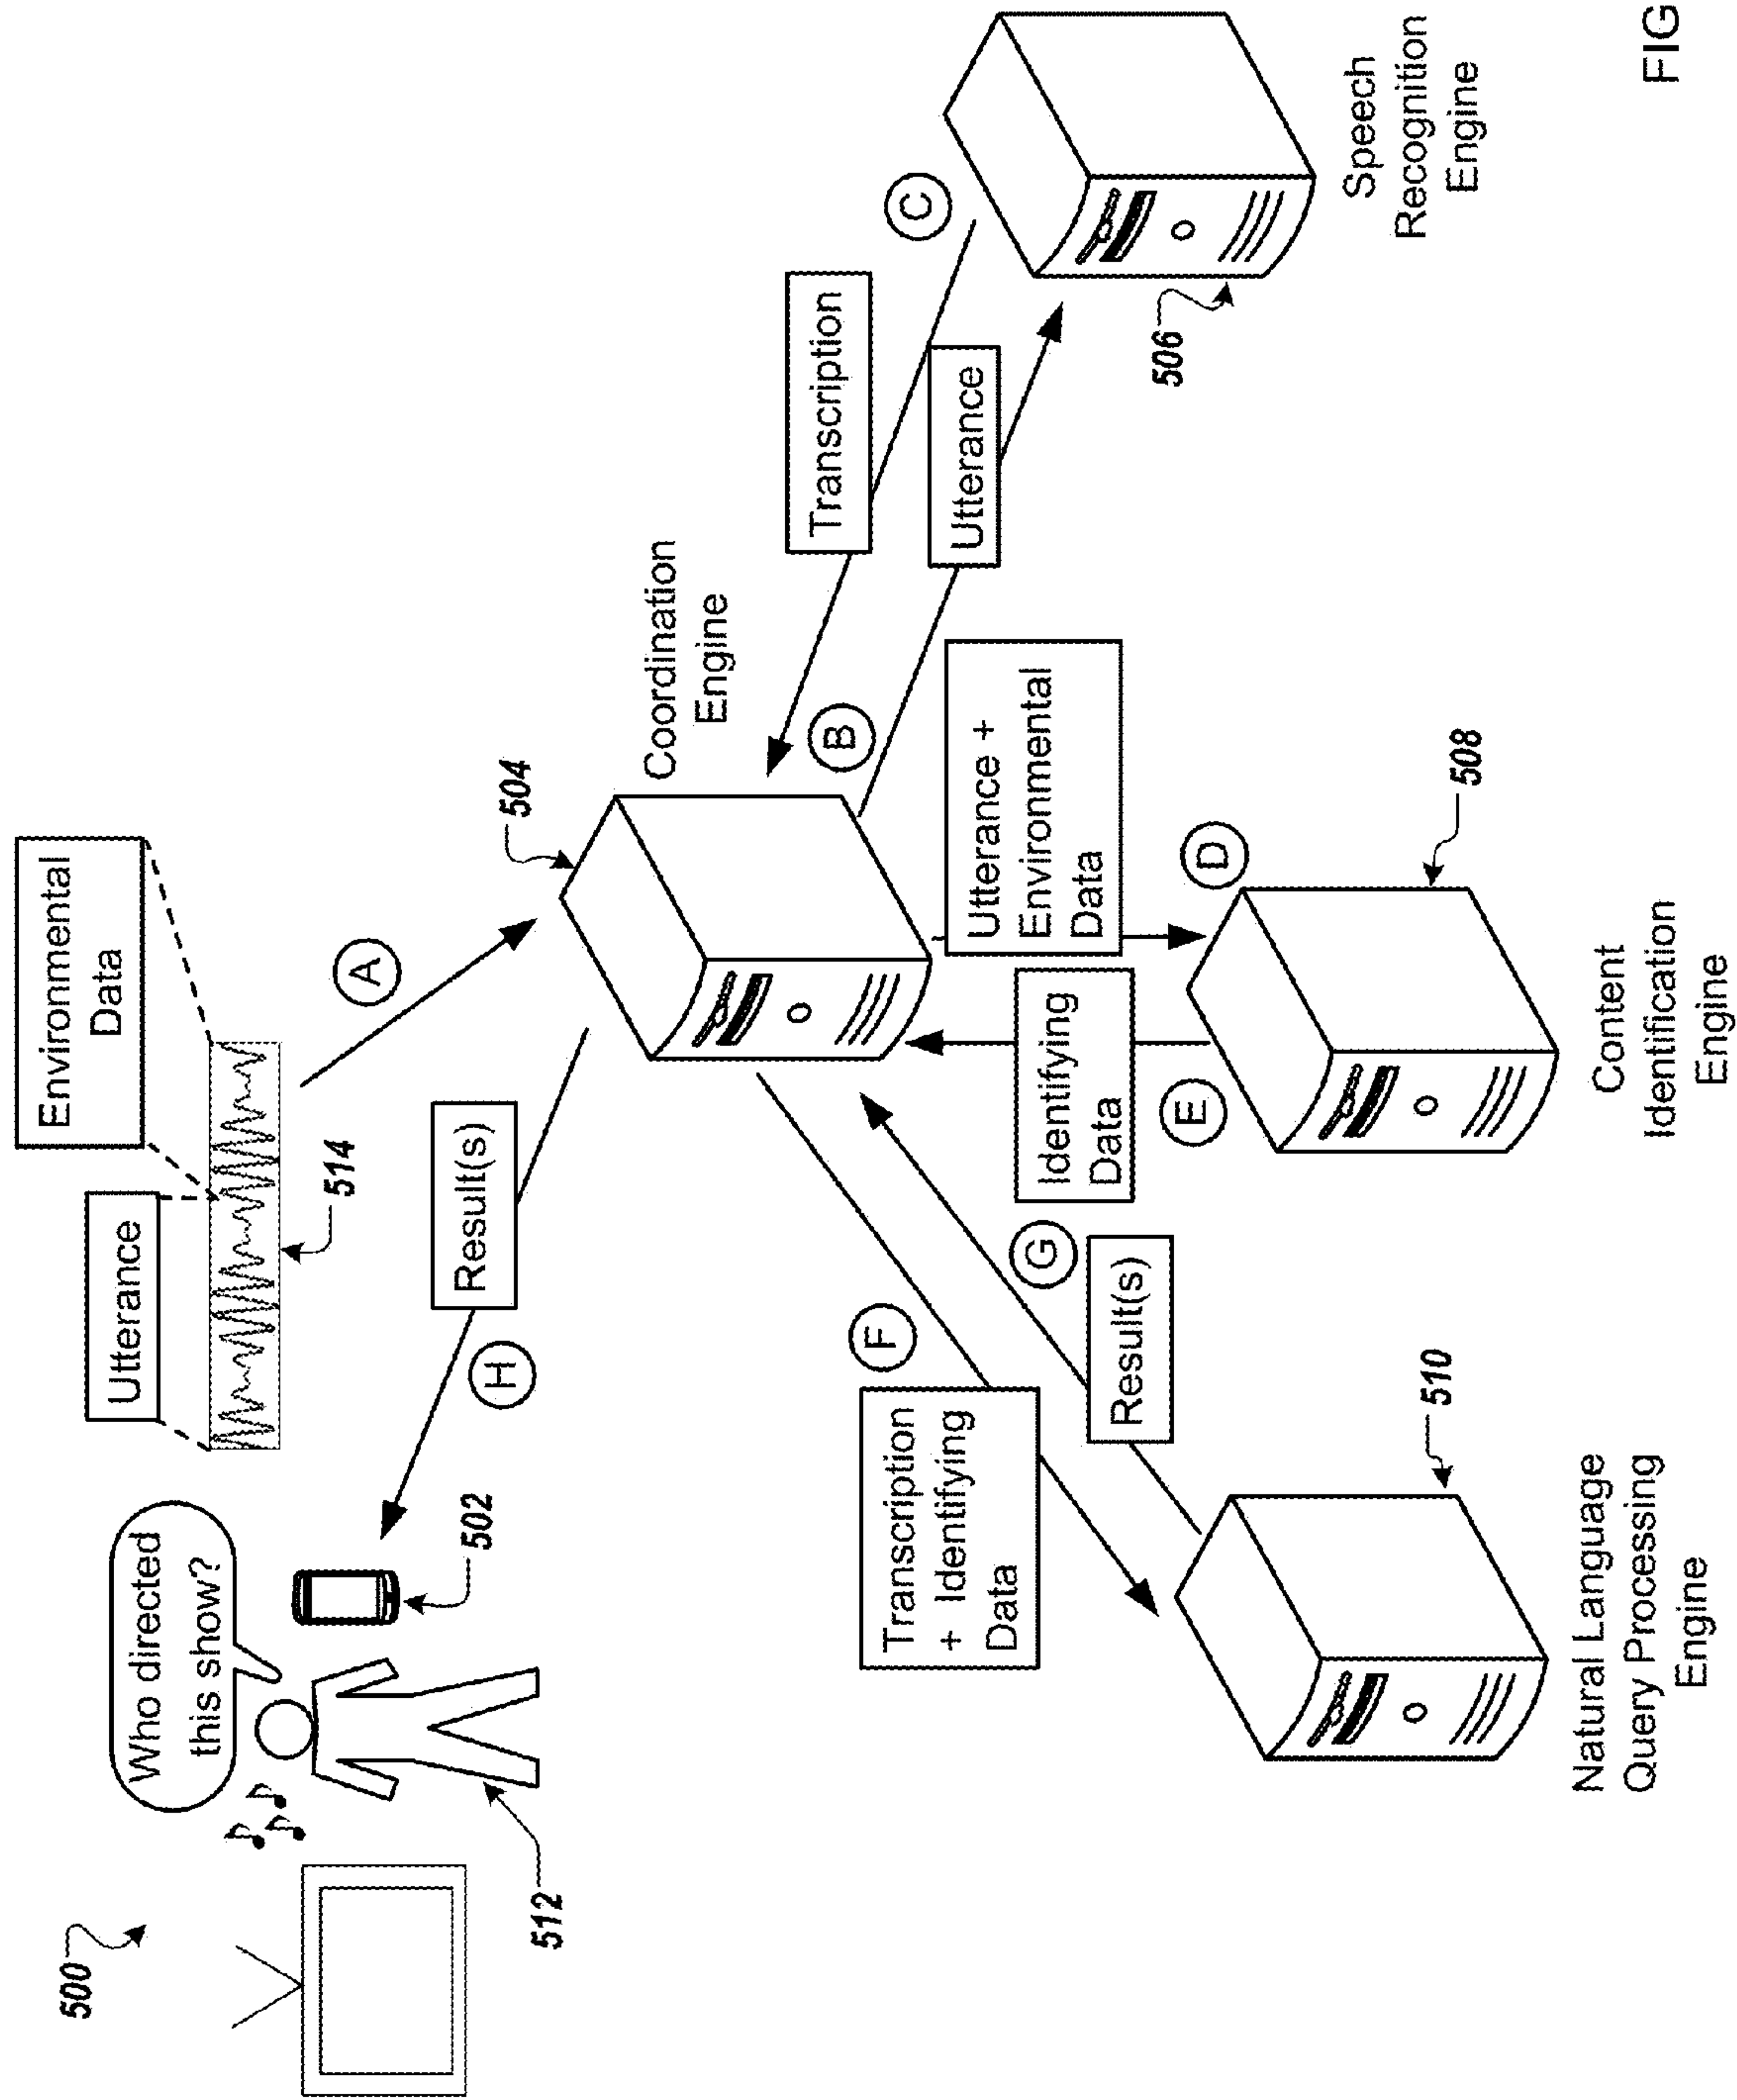 500
Who directed
this show?
512
502
Utterance
Environmental
Data
514
A
H
Result(s)
504
Coordination
Engine
Transcription
C
B
Utterance
506
Speech
Recognition
Engine
Utterance +
Environmental
Data
D
Identifying
Data
E
508
Content
Identification
Engine
F
Transcription
+ Identifying
Data
G
Result(s)
510
Natural Language
Query Processing
Engine
FIG